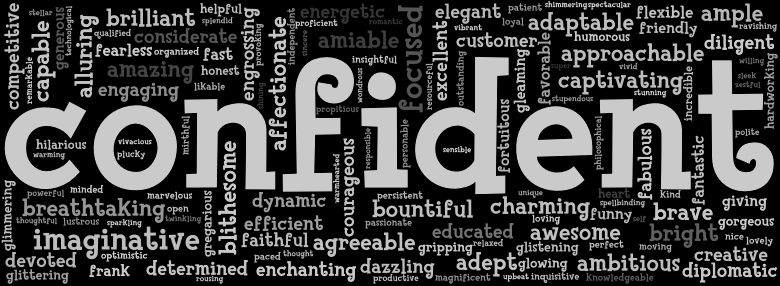 competitive
stellar
remarkable
capable
generous
technological
alluring
brilliant
helpful
splendid
qualified
considerate
fearless
organized
fast
amazing
honest
engaging
likable
engrossing
provoking
shining
affectionate
independent
sincere
energetic
proficient
romantic
amiable
insightful
wondrous
propitious
focused
resourceful
excellent
elegant
patient
loyal
vibrant
customer
outstanding
gleaming
shimmering
spectacular
adaptable
humorous
favorable
approachable
super
vivid
captivating
stupendous
stunning
flexible
friendly
ample
ravishing
diligent
willing
sleek
zestful
incredible
hardworking
confident
hilarious
warming
vivacious
plucky
mirthful
responsible
personable
sensible
fortuitous
philosophical
polite
glimmering
powerful
minded
marvelous
breathtaking
open
thoughtful
lustrous
sparkling
twinkling
gregarious
blithesome
imaginative
devoted
optimistic
glittering
frank
determined
rousing
dynamic
efficient
faithful
paced
thought
enchanting
warmhearted
courageous
agreeable
persistent
bountiful
passionate
dazzling
productive
educated
gripping
relaxed
magnificent
adept
glowing
upbeat
inquisitive
charming
unique
loving
awesome
glistening
heart
spellbinding
funny
self
perfect
ambitious
Knowledgeable
fabulous
kind
brave
moving
bright
fantastic
giving
gorgeous
nice
lovely
creative
diplomatic